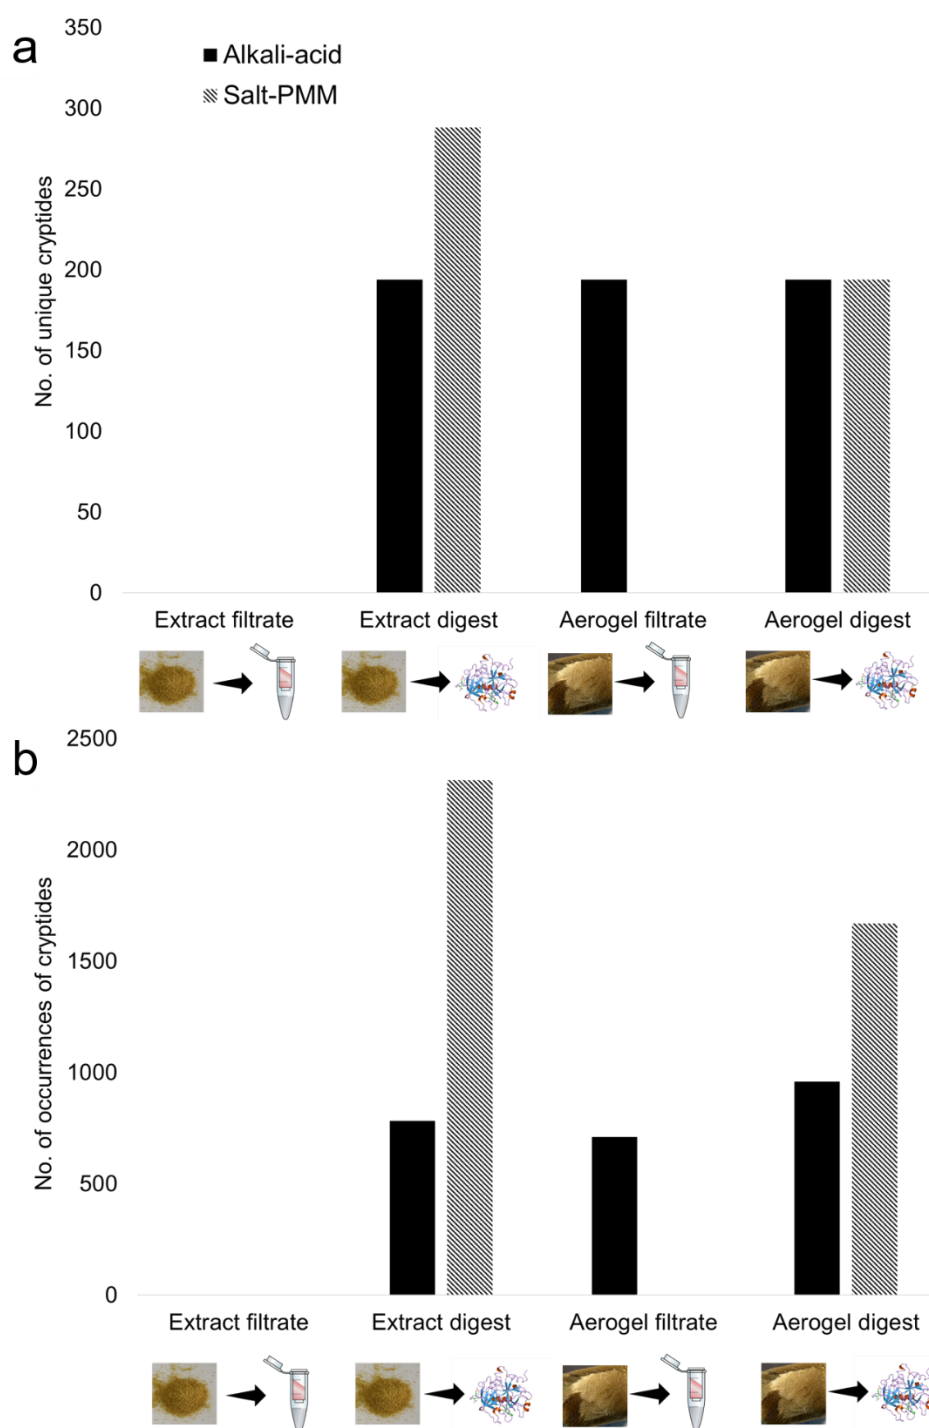 a
350
Alkali-acid
Salt-PMM
300
250
200
150
100
50
0
No. of unique cryptides
Extract filtrate
Extract digest
Aerogel filtrate
Aerogel digest
b
2500
2000
1500
1000
500
0
No. of occurrences of cryptides
Extract filtrate
Extract digest
Aerogel filtrate
Aerogel digest